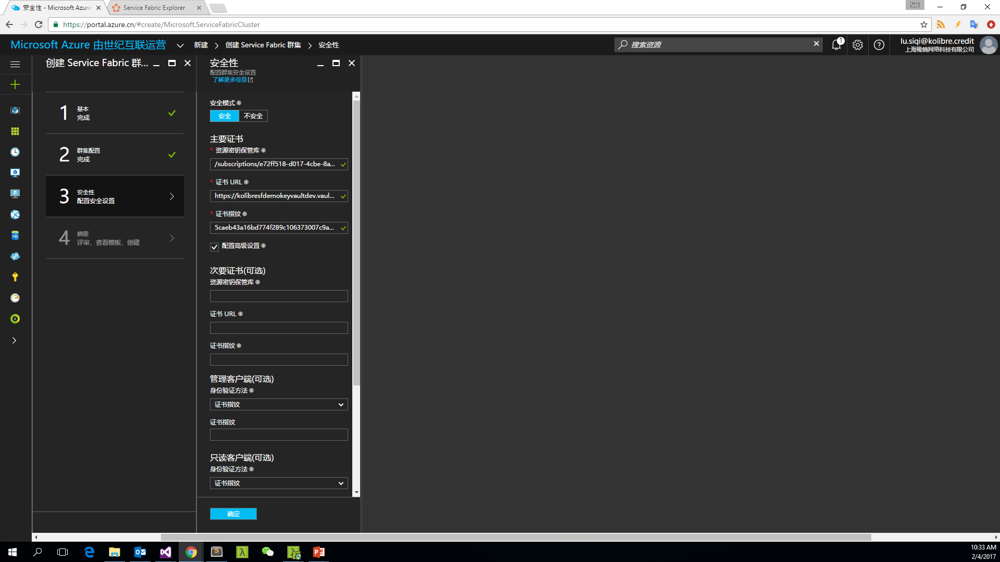 安全性 - Microsoft Azure
Service Fabric Explorer
Siqi
https://portal.azure.cn/#create/Microsoft.ServiceFabricCluster
Microsoft Azure 由世纪互联运营
新建
创建 Service Fabric 群集
安全性
搜索资源
1
lu.siqi@kolibre.credit
上海橡楠网络科技有限公司
创建 Service Fabric 群...
1
基本
完成
2
群集配置
完成
3
安全性
配置安全设置
4
摘要
评审、查看模板、创建
安全性
配置群集安全设置
了解更多信息
安全模式
安全
不安全
主要证书
* 资源密钥保管库
/subscriptions/e72ff518-d017-4cbe-8a...
* 证书 URL
https://kolibresfdemokeyvaultdev.vaul...
* 证书指纹
5caeb43a16bd774f289c106373007c9a...
配置高级设置
次要证书(可选)
资源密钥保管库
证书 URL
证书指纹
管理客户端(可选)
身份验证方法
证书指纹
证书指纹
只读客户端(可选)
身份验证方法
证书指纹
确定
10:33 AM
2/4/2017